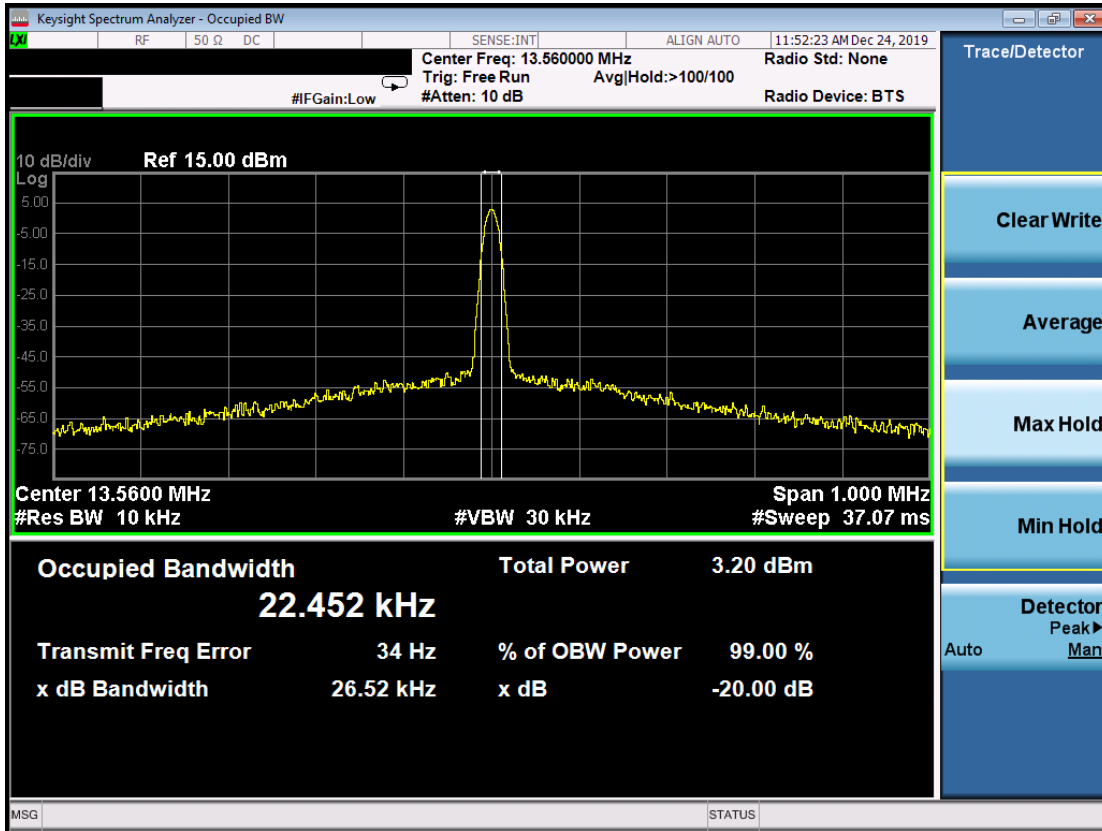 Keysight Spectrum Analyzer - Occupied BW
LXI RF 50 Ω DC SENSE:INT ALIGN AUTO 11:52:23 AM Dec 24, 2019
Center Freq: 13.560000 MHz Radio Std: None
Trig: Free Run Avg|Hold:>100/100
#IFGain:Low #Atten: 10 dB Radio Device: BTS
10 dB/div Ref 15.00 dBm
Log
5.00
-5.00
-15.0
-25.0
-35.0
-45.0
-55.0
-65.0
-75.0
Center 13.5600 MHz Span 1.000 MHz
#Res BW 10 kHz #VBW 30 kHz #Sweep 37.07 ms
Occupied Bandwidth Total Power 3.20 dBm
22.452 kHz
Transmit Freq Error 34 Hz % of OBW Power 99.00 %
x dB Bandwidth 26.52 kHz x dB -20.00 dB
MSG STATUS
Trace/Detector
Clear Write
Average
Max Hold
Min Hold
Detector
Peak▶
Auto Man